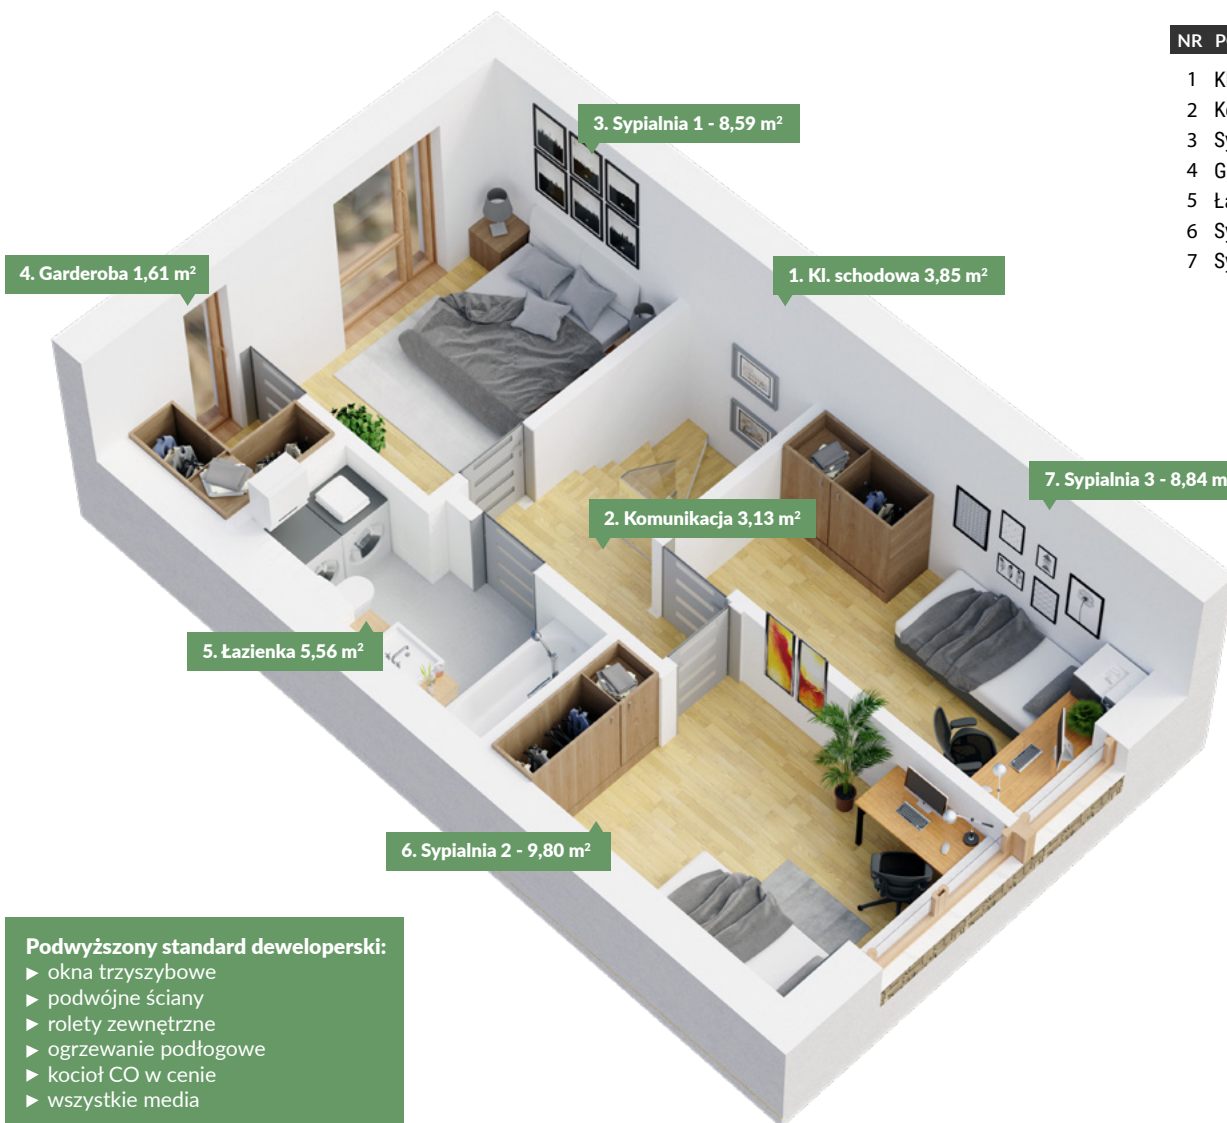 3. Sypialnia 1 - 8,59 m²
4. Garderoba 1,61 m²
1. Kl. schodowa 3,85 m²
7. Sypialnia 3 - 8,84 m
2. Komunikacja 3,13 m²
5. Łazienka 5,56 m²
6. Sypialnia 2 - 9,80 m²
NR
1
2
3
4
5
6
7
Podwyższony standard deweloperski:
► okna trzyszybowe
► podwójne ściany
► rolety zewnętrzne
► ogrzewanie podłogowe
► kocioł CO w cenie
► wszystkie media